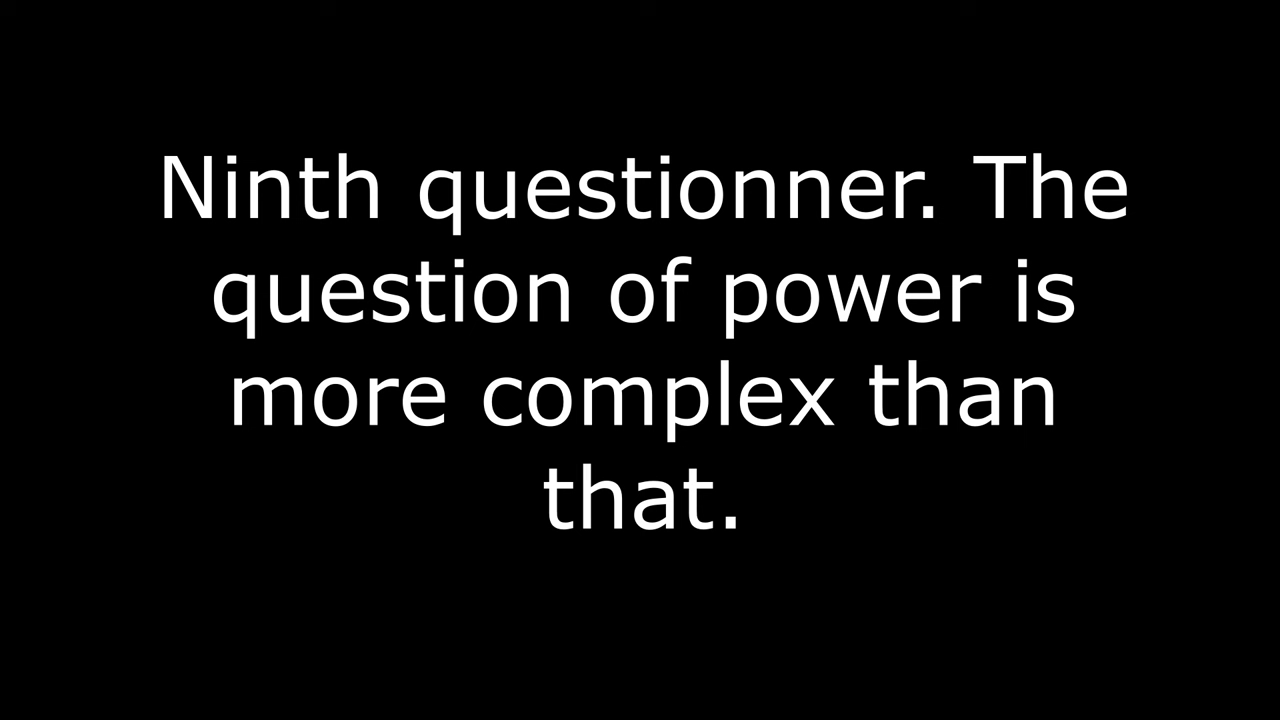 Ninth questionner. The
question of power is
more complex than
that.